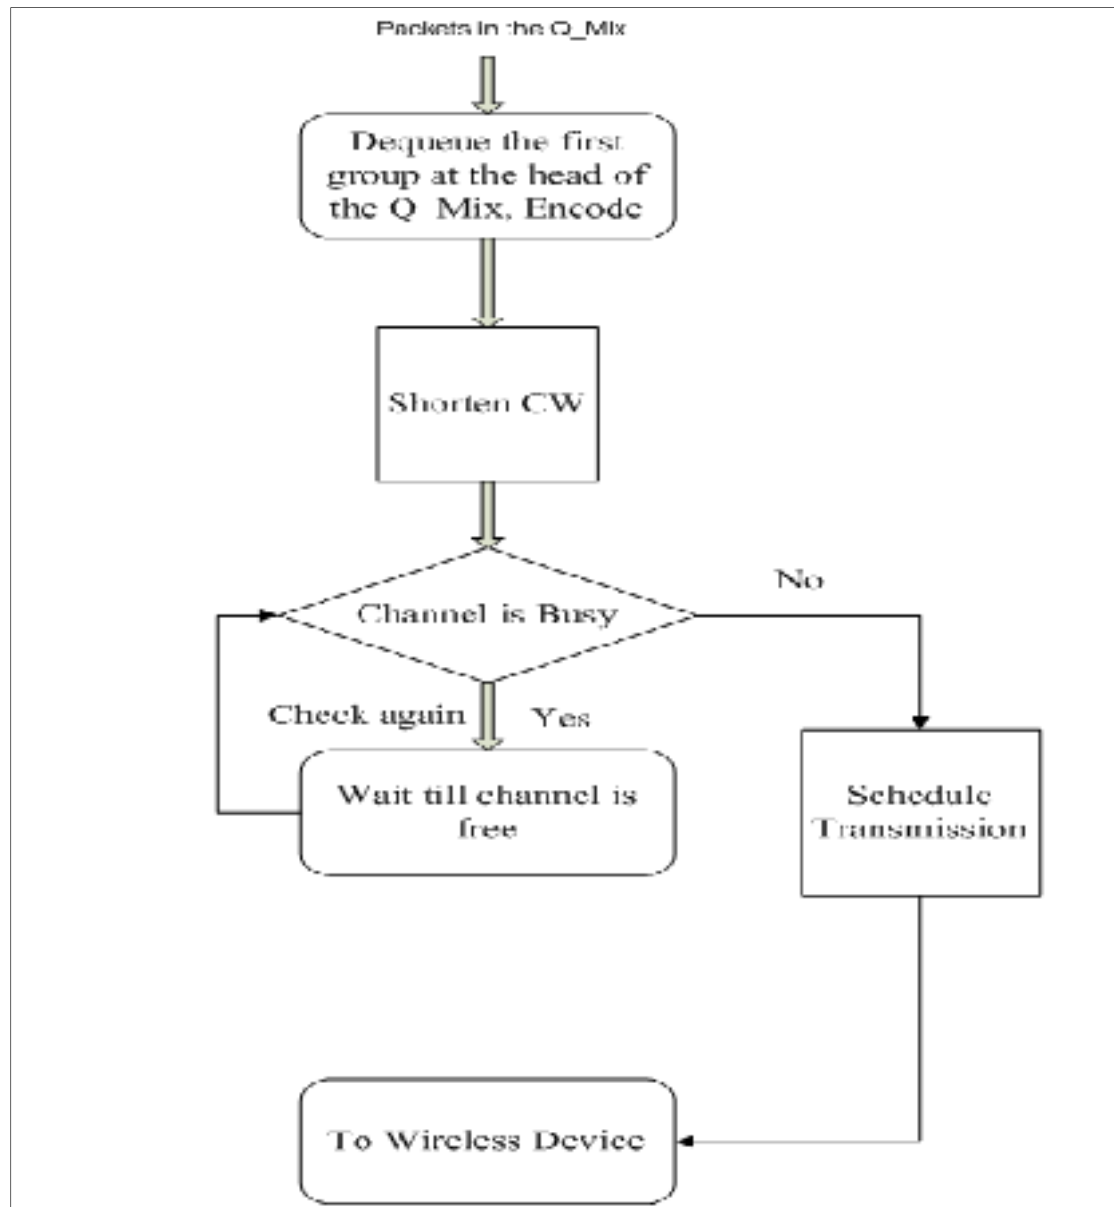 Packets in the Q_Mix
Dequeue the first
group at the head of
the Q_Mix, Encode
Shorten CW
Channel is Busy
No
Check again
Yes
Wait till channel is
free
Schedule
Transmission
To Wireless Device